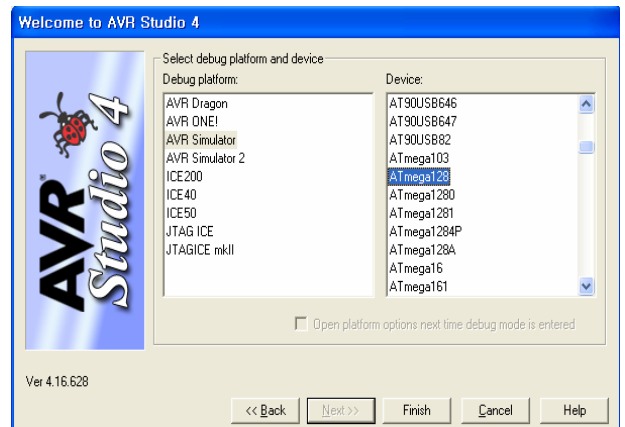 Welcome to AVR Studio 4
AVR® Studio 4
Select debug platform and device
Debug platform:
AVR Dragon
AVR ONE!
AVR Simulator
AVR Simulator 2
ICE200
ICE40
ICE50
JTAG ICE
JTAGICE mkII
Device:
AT90USB646
AT90USB647
AT90USB82
ATmega103
ATmega128
ATmega1280
ATmega1281
ATmega1284P
ATmega128A
ATmega16
ATmega161
Open platform options next time debug mode is entered
Ver 4.16.628
<< Back
Next >>
Finish
Cancel
Help